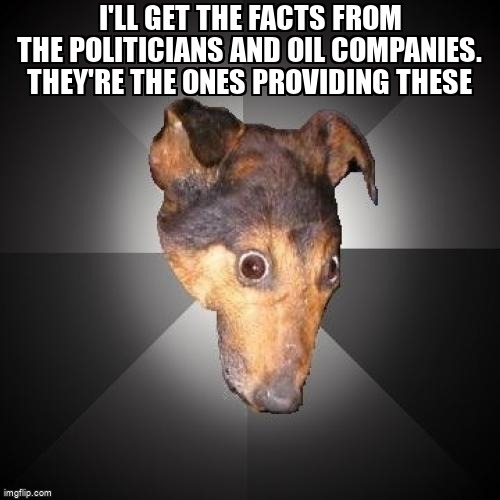 I'LL GET THE FACTS FROM
THE POLITICIANS AND OIL COMPANIES.
THEY'RE THE ONES PROVIDING THESE
imgflip.com